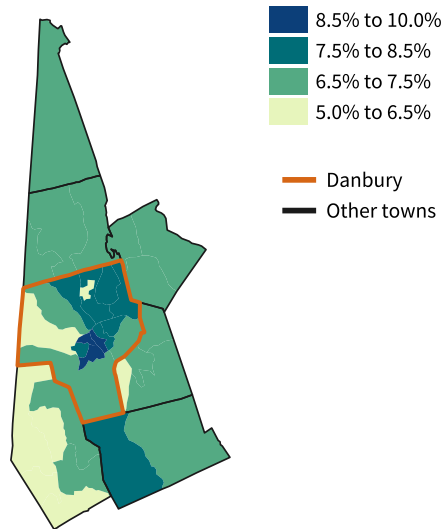 8.5% to 10.0%
7.5% to 8.5%
6.5% to 7.5%
5.0% to 6.5%
Danbury
Other towns